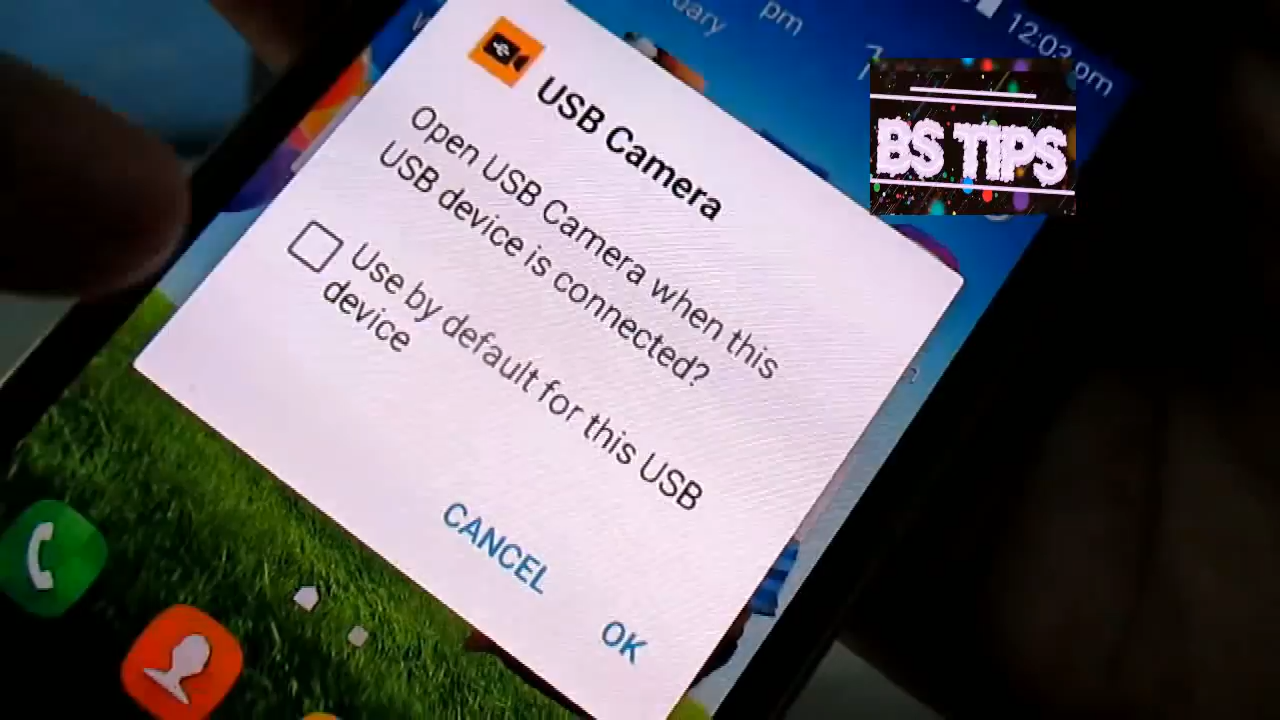 pm
12:03 pm
BS TIPS
USB Camera
Open USB Camera when this
USB device is connected?
Use by default for this USB
device
CANCEL
OK